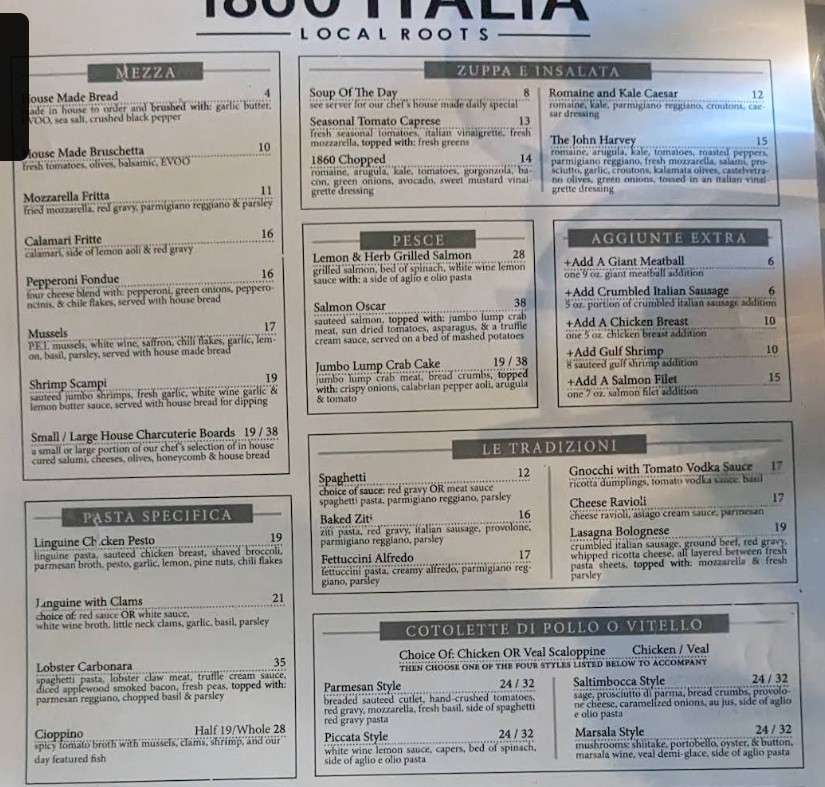 1860 ITALIA
LOCAL ROOTS
MEZZA
House Made Bread 4
made in house to order and brushed with: garlic butter,
EVOO, sea salt, crushed black pepper
House Made Bruschetta 10
fresh tomatoes, olives, balsamic, EVOO
Mozzarella Fritta 11
fried mozzarella, red gravy, parmigiano reggiano & parsley
Calamari Fritte 16
calamari, side of lemon aoli & red gravy
Pepperoni Fondue 16
four cheese blend with: pepperoni, green onions, peppero-
ncinis, & chile flakes, served with house bread
Mussels 17
P.E.I. mussels, white wine, saffron, chili flakes, garlic, lem-
on, basil, parsley, served with house made bread
Shrimp Scampi 19
sauteed jumbo shrimps, fresh garlic, white wine garlic &
lemon butter sauce, served with house bread for dipping
Small / Large House Charcuterie Boards 19 / 38
a small or large portion of our chef's selection of in house
cured salumi, cheeses, olives, honeycomb & house bread
PASTA SPECIFICA
Linguine Chicken Pesto 19
linguine pasta, sauteed chicken breast, shaved broccoli,
parmesan broth, pesto, garlic, lemon, pine nuts, chili flakes
Linguine with Clams 21
choice of: red sauce OR white sauce,
white wine broth, little neck clams, garlic, basil, parsley
Lobster Carbonara 35
spaghetti pasta, lobster claw meat, truffle cream sauce,
diced applewood smoked bacon, fresh peas, topped with:
parmesan reggiano, chopped basil & parsley
Cioppino Half 19/Whole 28
spicy tomato broth with mussels, clams, shrimp, and our
day featured fish
ZUPPA E INSALATA
Soup Of The Day 8
see server for our chef's house made daily special
Seasonal Tomato Caprese 13
fresh seasonal tomatoes, italian vinaigrette, fresh
mozzarella, topped with: fresh greens
1860 Chopped 14
romaine, arugula, kale, tomatoes, gorgonzola, ba-
con, green onions, avocado, sweet mustard vinai-
grette dressing
Romaine and Kale Caesar 12
romaine, kale, parmigiano reggiano, croutons, cae-
sar dressing
The John Harvey 15
romaine, arugula, kale, tomatoes, roasted peppers,
parmigiano reggiano, fresh mozzarella, salami, pro-
sciutto, garlic, croutons, kalamata olives, castelvetra-
no olives, green onions, tossed in an italian vinai-
grette dressing
PESCE
Lemon & Herb Grilled Salmon 28
grilled salmon, bed of spinach, white wine lemon
sauce with: a side of aglio e olio pasta
Salmon Oscar 38
sauteed salmon, topped with: jumbo lump crab
meat, sun dried tomatoes, asparagus, & a truffle
cream sauce, served on a bed of mashed potatoes
Jumbo Lump Crab Cake 19 / 38
jumbo lump crab meat, bread crumbs, topped
with: crispy onions, calabrian pepper aoli, arugula
& tomato
AGGIUNTE EXTRA
+Add A Giant Meatball 6
one 9 oz. giant meatball addition
+Add Crumbled Italian Sausage 6
5 oz. portion of crumbled italian sausage addition
+Add A Chicken Breast 10
one 5 oz. chicken breast addition
+Add Gulf Shrimp 10
8 sauteed gulf shrimp addition
+Add A Salmon Filet 15
one 7 oz. salmon filet addition
LE TRADIZIONI
Spaghetti 12
choice of sauce: red gravy OR meat sauce
spaghetti pasta, parmigiano reggiano, parsley
Baked Ziti 16
ziti pasta, red gravy, italian sausage, provolone,
parmigiano reggiano, parsley
Fettuccini Alfredo 17
fettuccini pasta, creamy alfredo, parmigiano reg-
giano, parsley
Gnocchi with Tomato Vodka Sauce 17
ricotta dumplings, tomato vodka sauce, basil
Cheese Ravioli 17
cheese ravioli, asiago cream sauce, parmesan
Lasagna Bolognese 19
crumbled italian sausage, ground beef, red gravy,
whipped ricotta cheese, all layered between fresh
pasta sheets, topped with: mozzarella & fresh
parsley
COTOLETTE DI POLLO O VITELLO
Choice Of: Chicken OR Veal Scaloppine Chicken / Veal
THEN CHOOSE ONE OF THE FOUR STYLES LISTED BELOW TO ACCOMPANY
Parmesan Style 24 / 32
breaded sauteed cutlet, hand-crushed tomatoes,
red gravy, mozzarella, fresh basil, side of spaghetti
red gravy pasta
Piccata Style 24 / 32
white wine lemon sauce, capers, bed of spinach,
side of aglio e olio pasta
Saltimbocca Style 24 / 32
sage, prosciutto di parma, bread crumbs, provolo-
ne cheese, caramelized onions, au jus, side of aglio
e olio pasta
Marsala Style 24 / 32
mushrooms: shiitake, portobello, oyster, & button,
marsala wine, veal demi-glace, side of aglio pasta